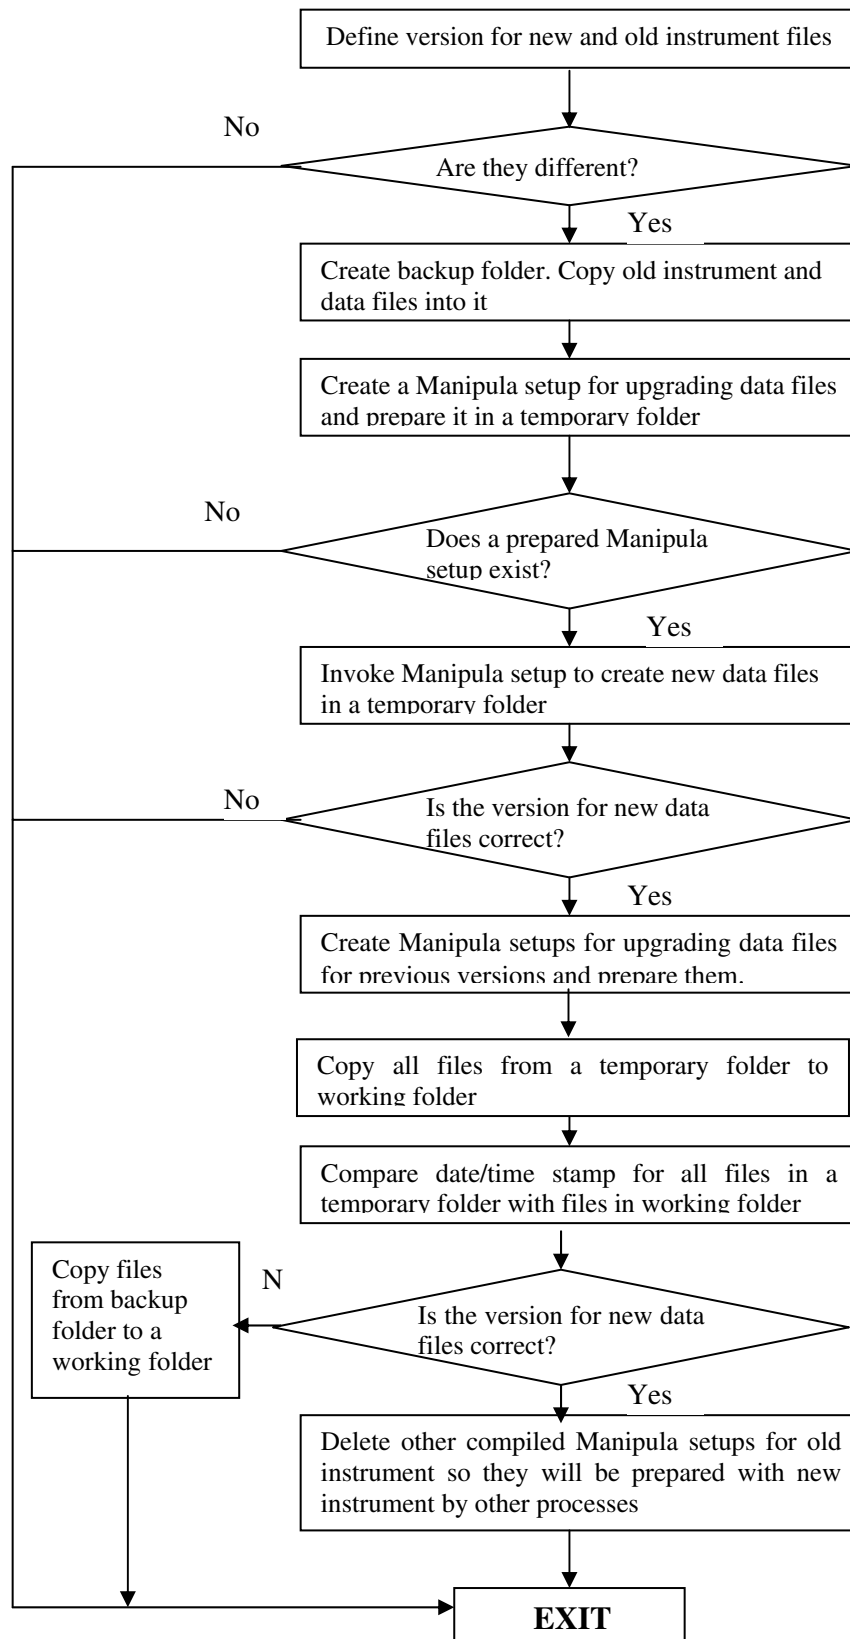 Define version for new and old instrument files
No
Are they different?
Yes
Create backup folder. Copy old instrument and
data files into it
Create a Manipula setup for upgrading data files
and prepare it in a temporary folder
No
Does a prepared Manipula
setup exist?
Yes
Invoke Manipula setup to create new data files
in a temporary folder
No
Is the version for new data
files correct?
Yes
Create Manipula setups for upgrading data files
for previous versions and prepare them.
Copy all files from a temporary folder to
working folder
Compare date/time stamp for all files in a
temporary folder with files in working folder
Copy files
from backup
folder to a
working folder
N
Is the version for new data
files correct?
Yes
Delete other compiled Manipula setups for old
instrument so they will be prepared with new
instrument by other processes
EXIT